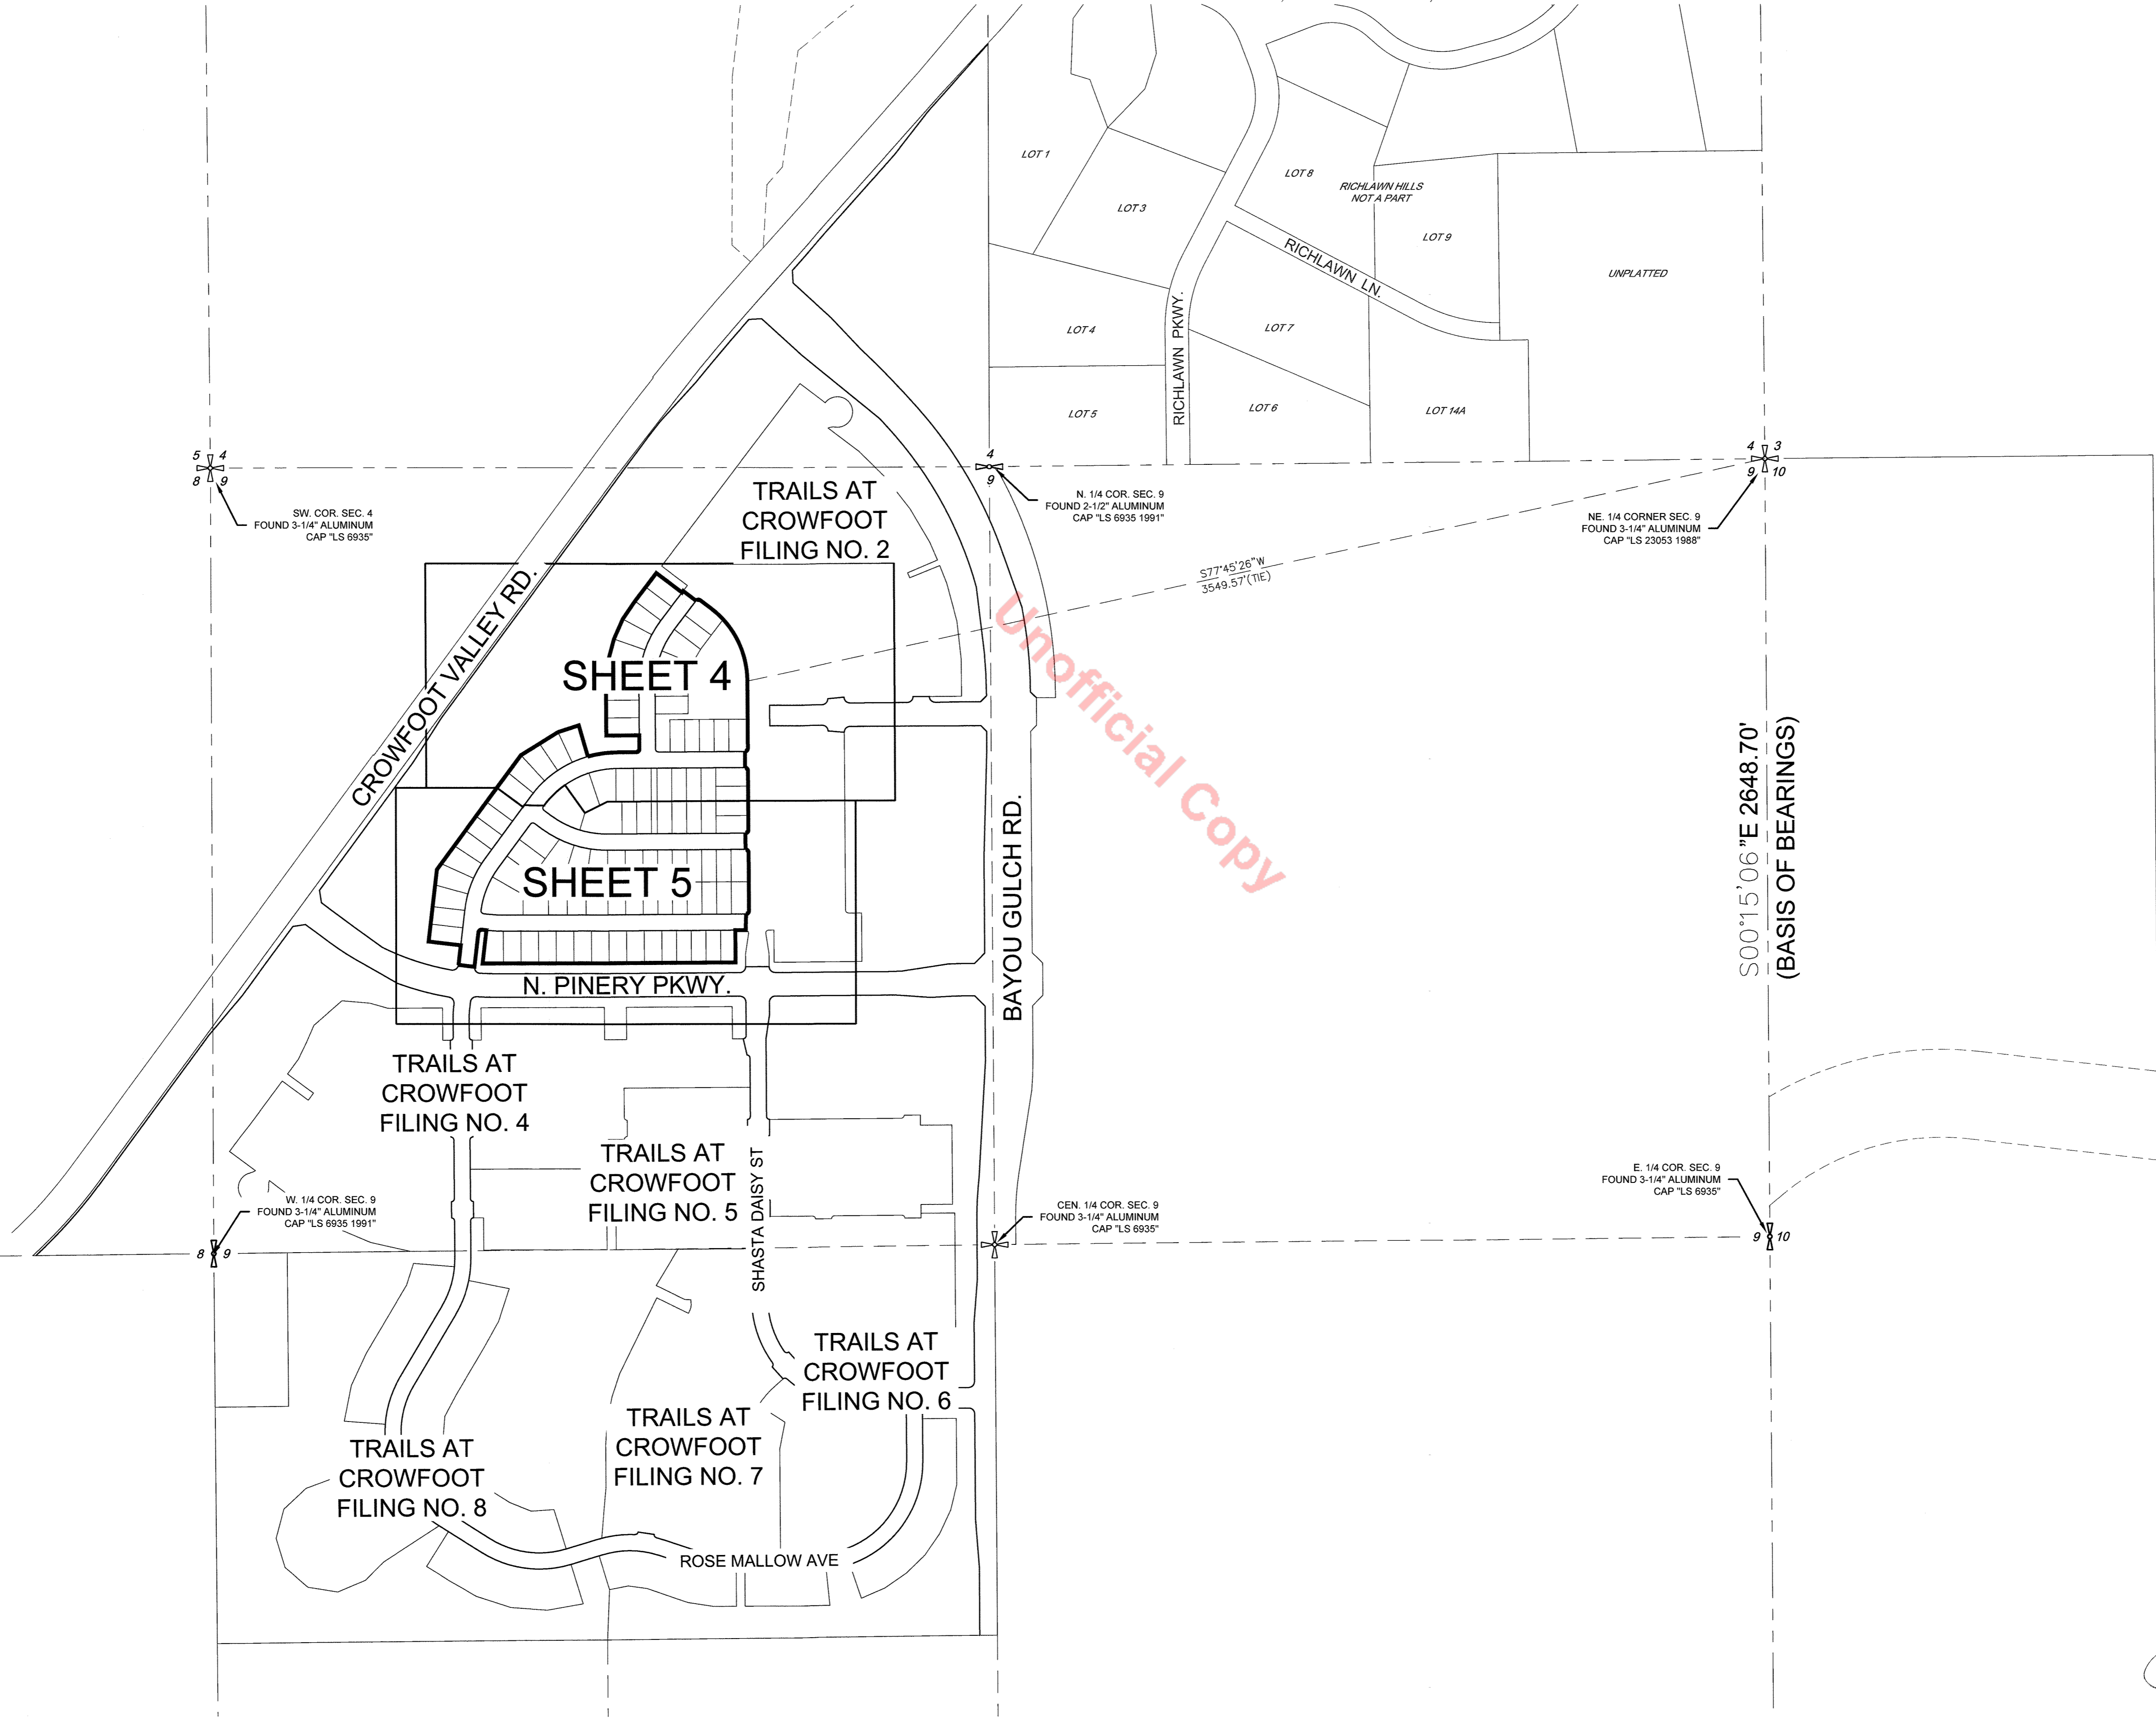 LOT 1
LOT 3
LOT 8
RICHLAWN HILLS
NOT A PART
LOT 9
RICHLAWN LN.
UNPLATTED
RICHLAWN PKWY.
LOT 4
LOT 7
LOT 5
LOT 6
LOT 14A
5 4
8 9
SW. COR. SEC. 4
FOUND 3-1/4" ALUMINUM
CAP "LS 6935"
4
9
N. 1/4 COR. SEC. 9
FOUND 2-1/2" ALUMINUM
CAP "LS 6935 1991"
4 3
9 10
NE. 1/4 CORNER SEC. 9
FOUND 3-1/4" ALUMINUM
CAP "LS 23053 1988"
TRAILS AT
CROWFOOT
FILING NO. 2
S77°45'26"W
3549.57'(TIE)
CROWFOOT VALLEY RD.
SHEET 4
SHEET 5
Unofficial Copy
BAYOU GULCH RD.
S00°15'06"E 2648.70'
(BASIS OF BEARINGS)
N. PINERY PKWY.
TRAILS AT
CROWFOOT
FILING NO. 4
TRAILS AT
CROWFOOT
FILING NO. 5
SHASTA DAISY ST
W. 1/4 COR. SEC. 9
FOUND 3-1/4" ALUMINUM
CAP "LS 6935 1991"
8 9
CEN. 1/4 COR. SEC. 9
FOUND 3-1/4" ALUMINUM
CAP "LS 6935"
E. 1/4 COR. SEC. 9
FOUND 3-1/4" ALUMINUM
CAP "LS 6935"
9 10
TRAILS AT
CROWFOOT
FILING NO. 6
TRAILS AT
CROWFOOT
FILING NO. 7
TRAILS AT
CROWFOOT
FILING NO. 8
ROSE MALLOW AVE